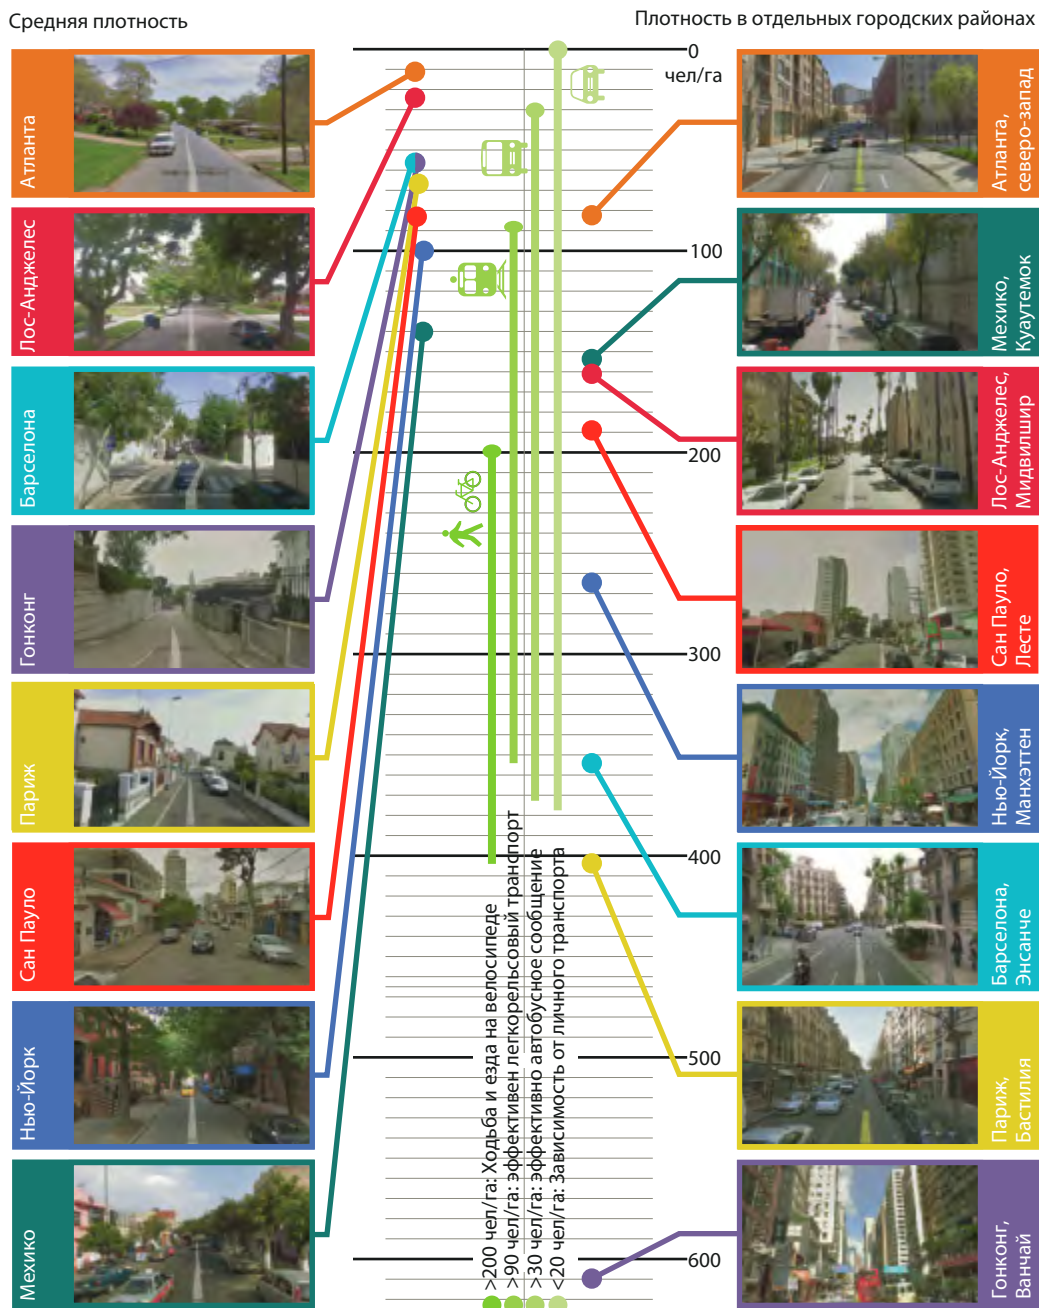 Средняя плотность
Плотность в отдельных городских районах
Атланта
Лос-Анджелес
Барселона
Гонконг
Париж
Сан Пауло
Нью-Йорк
Мехико
0
чел/га
100
200
300
400
500
600
>200 чел/га: Ходьба и езда на велосипеде
>90 чел/га: эффективен легкорельсовый транспорт
>30 чел/га: эффективно автобусное сообщение
<20 чел/га: Зависимость от личного транспорта
Атланта,
северо-запад
Мехико,
Куаутемок
Лос-Анджелес,
Мидвилшир
Сан Пауло,
Лесте
Нью-Йорк,
Манхэттен
Барселона,
Энсанче
Париж,
Бастилия
Гонконг,
Ванчай